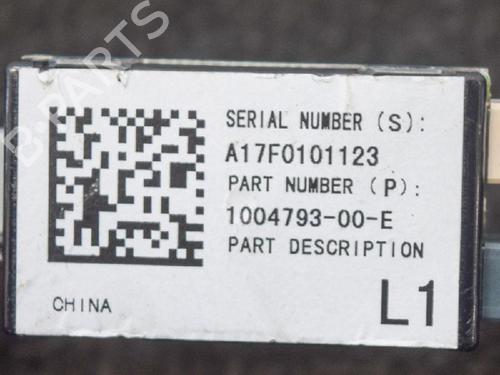 B-PARTS
SERIAL NUMBER (S):
A17F0101123
PART NUMBER (P):
1004793-00-E
PART DESCRIPTION
CHINA
L1